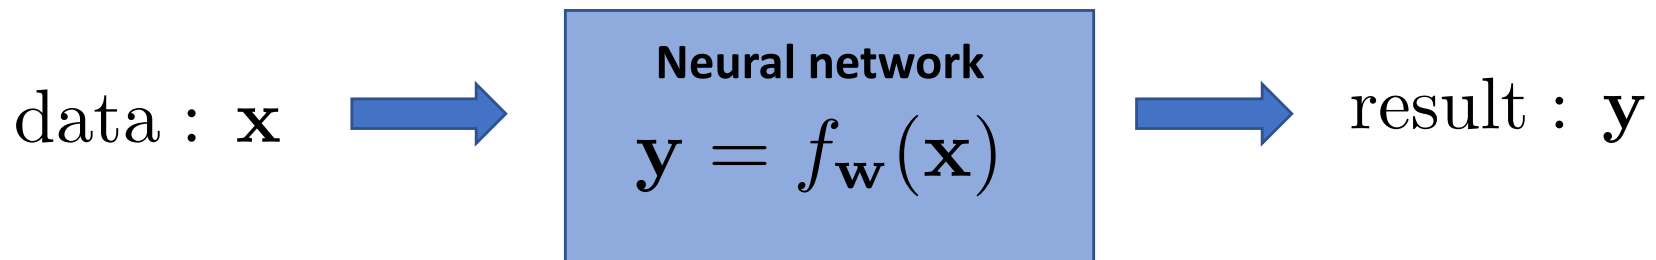 data : x
Neural network
y = f_w(x)
result : y